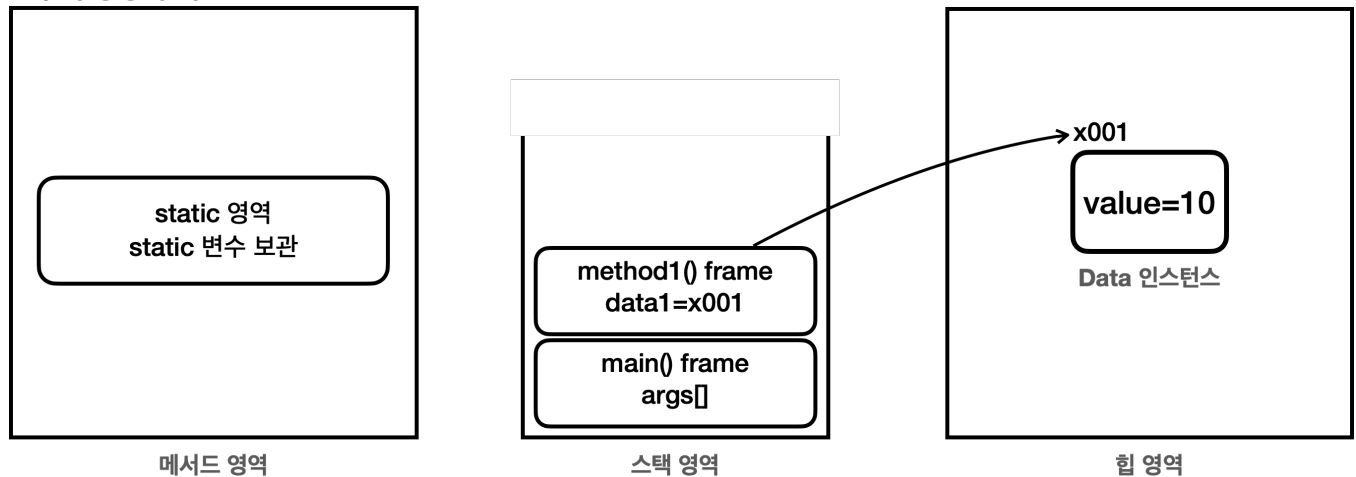 static 영역
static 변수 보관
메서드 영역
method1() frame
data1=x001
main() frame
args[]
스택 영역
x001
value=10
Data 인스턴스
힙 영역